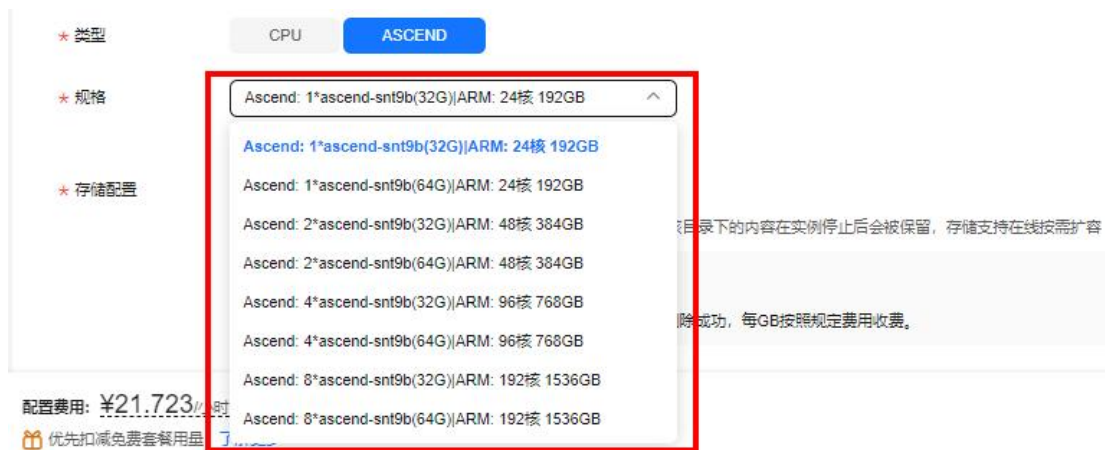 * 类型 CPU ASCEND
* 规格 Ascend: 1*ascend-snt9b(32G)|ARM: 24核 192GB
Ascend: 1*ascend-snt9b(32G)|ARM: 24核 192GB
* 存储配置 Ascend: 1*ascend-snt9b(64G)|ARM: 24核 192GB
Ascend: 2*ascend-snt9b(32G)|ARM: 48核 384GB
目录下的内容在实例停止后会被保留，存储支持在线按需扩容
Ascend: 2*ascend-snt9b(64G)|ARM: 48核 384GB
Ascend: 4*ascend-snt9b(32G)|ARM: 96核 768GB
除成功，每GB按照规定费用收费。
Ascend: 4*ascend-snt9b(64G)|ARM: 96核 768GB
Ascend: 8*ascend-snt9b(32G)|ARM: 192核 1536GB
Ascend: 8*ascend-snt9b(64G)|ARM: 192核 1536GB
配置费用: ¥21.723/小时
优先扣减免费套餐用量